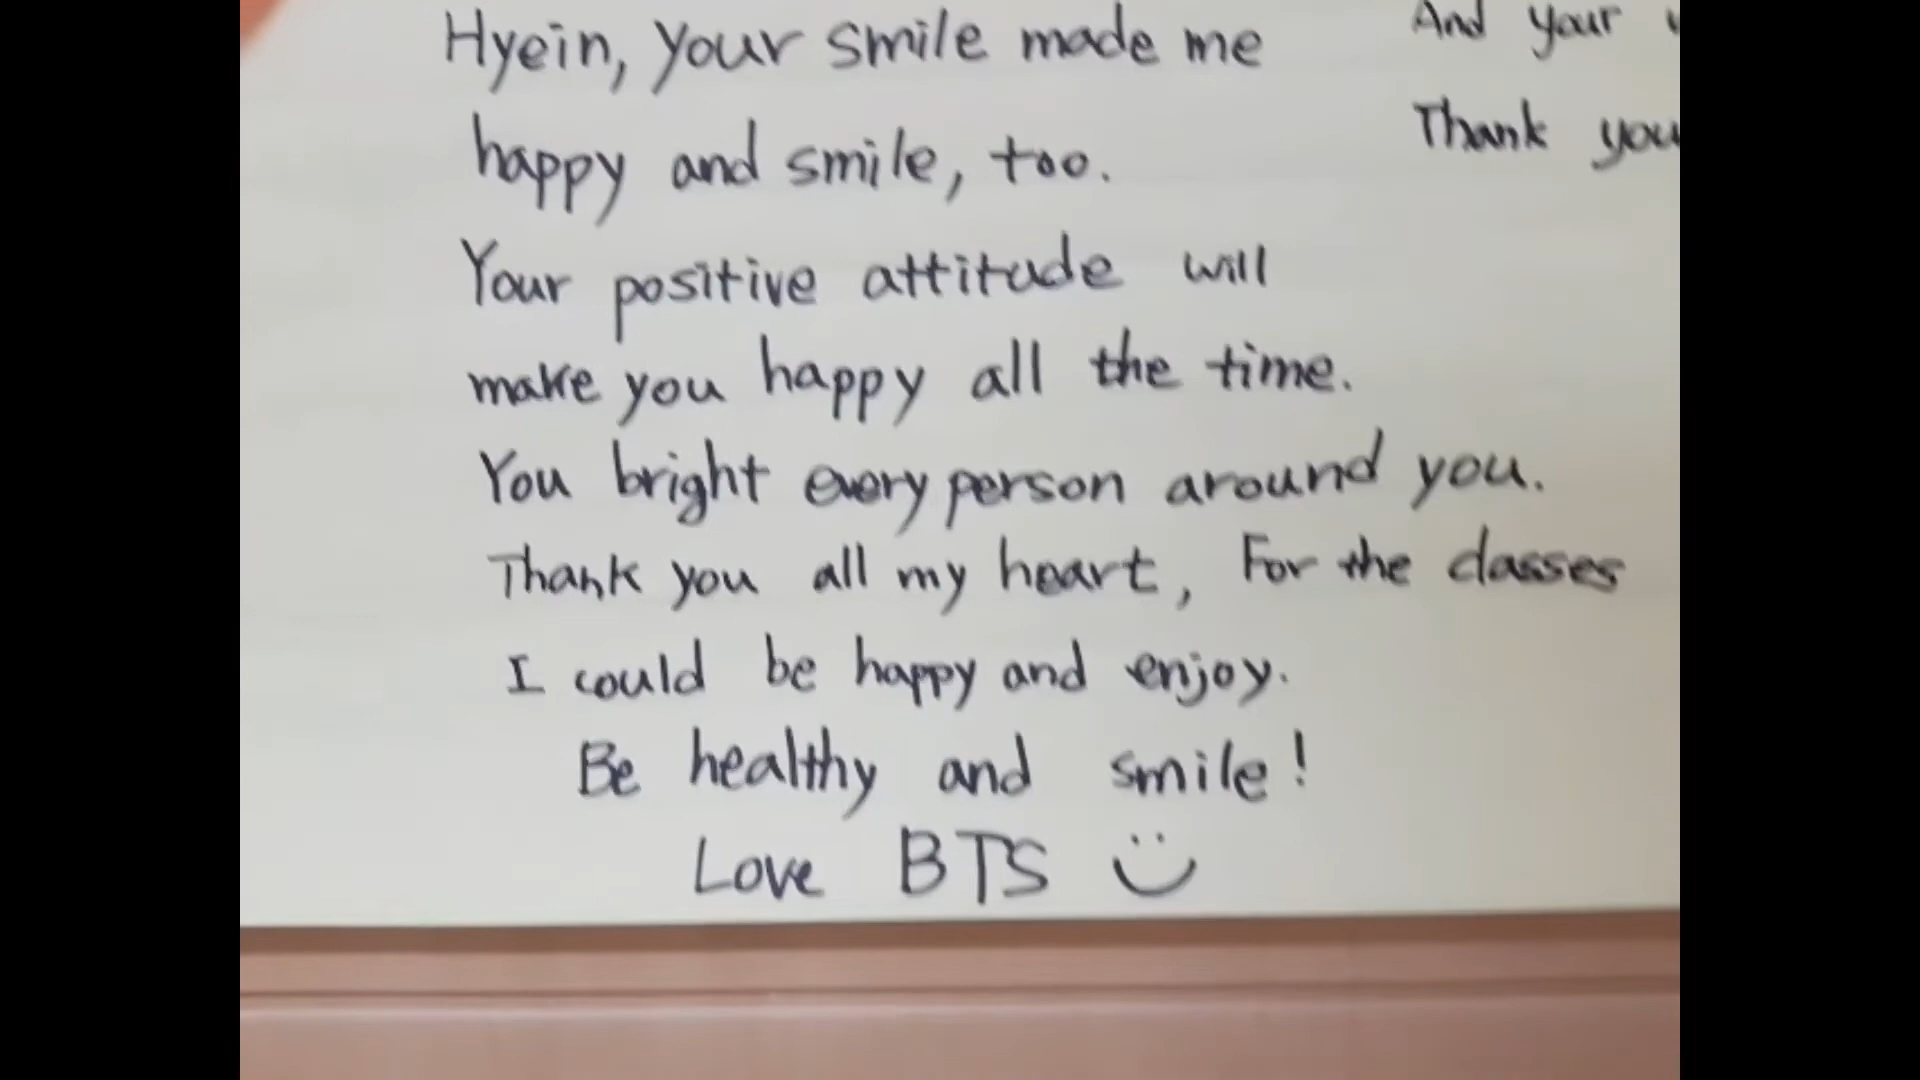 Hyein, your smile made me
happy and smile, too.
Your positive attitude will
make you happy all the time.
You bright every person around you.
Thank you all my heart, For the classes
I could be happy and enjoy.
Be healthy and smile!
Love BTS
And your
Thank you